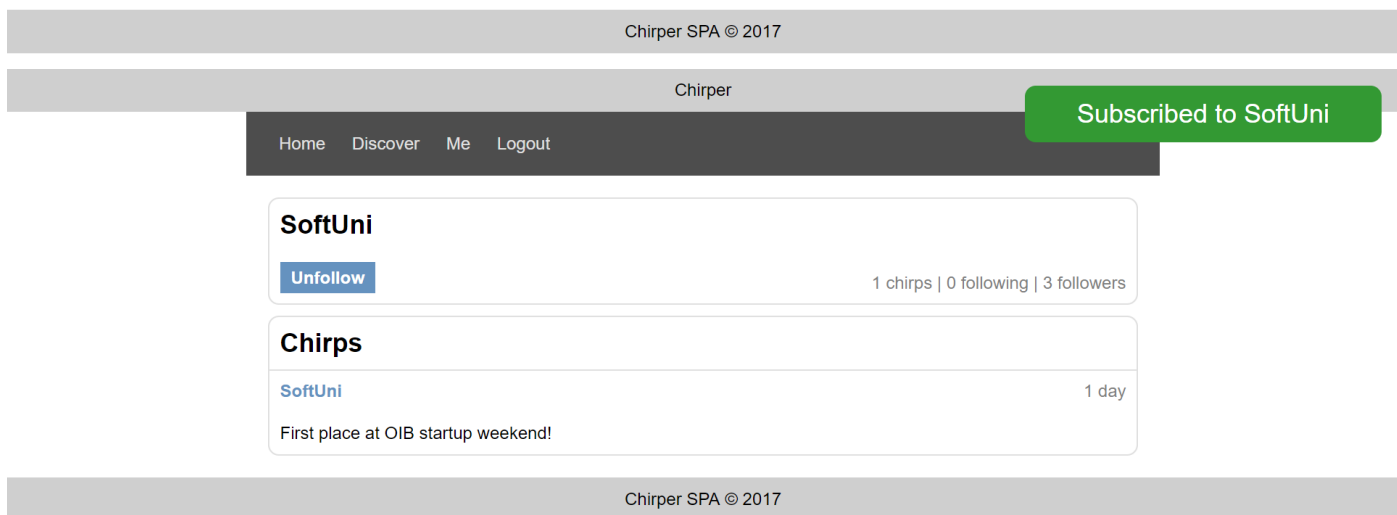 Chirper SPA © 2017
Chirper
Subscribed to SoftUni
Home Discover Me Logout
SoftUni
Unfollow
1 chirps | 0 following | 3 followers
Chirps
SoftUni 1 day
First place at OIB startup weekend!
Chirper SPA © 2017